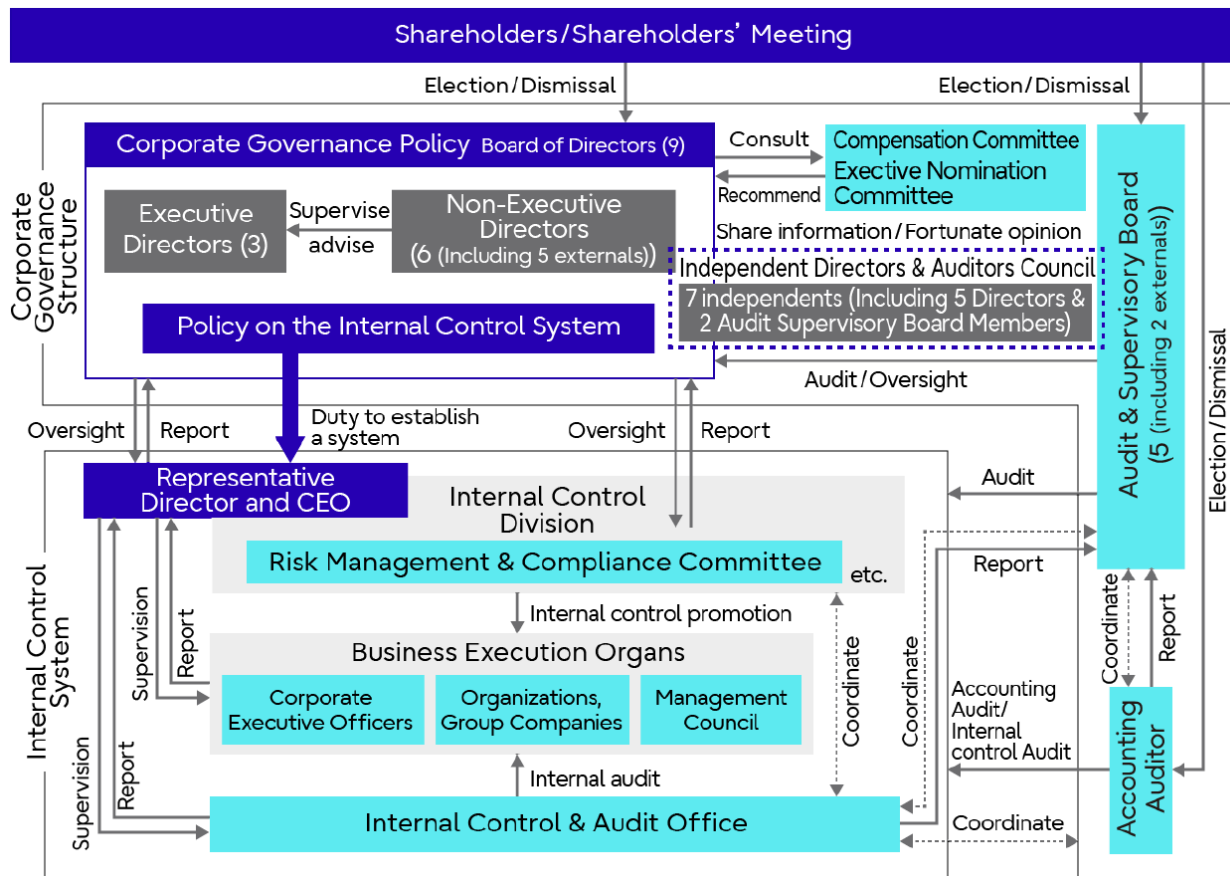 Shareholders/Shareholders' Meeting
Election/Dismissal
Election/Dismissal
Corporate
Governance
Structure
Corporate Governance Policy Board of Directors (9)
Consult
Recommend
Compensation Committee
Exective Nomination
Committee
Executive
Directors (3)
Supervise
advise
Non-Executive
Directors
(6 (Including 5 externals))
Share information/Fortunate opinion
Independent Directors & Auditors Council
7 independents (Including 5 Directors &
2 Audit Supervisory Board Members)
Policy on the Internal Control System
Audit/Oversight
Audit & Supervisory Board
(5 (including 2 externals))
Election/Dismissal
Oversight
Report
Duty to establish
a system
Oversight
Report
Internal Control
System
Representative
Director and CEO
Internal Control
Division
Risk Management & Compliance Committee
etc.
Audit
Report
Supervision
Report
Internal control promotion
Business Execution Organs
Corporate
Executive Officers
Organizations,
Group Companies
Management
Council
Coordinate
Coordinate
Coordinate
Report
Accounting
Audit/
Internal
control Audit
Accounting
Auditor
Supervision
Report
Internal audit
Internal Control & Audit Office
Coordinate